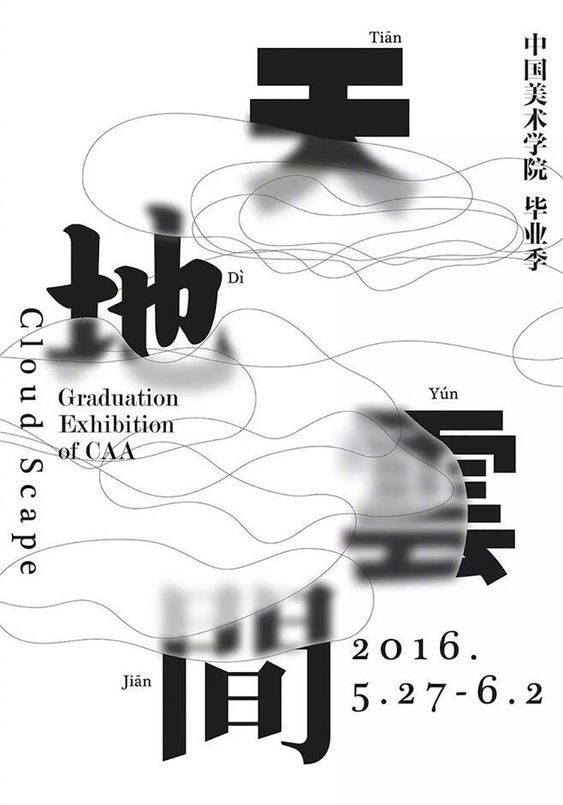 Tiān
天
中国美术学院 毕业季
地
Dì
Cloud Scape
Graduation
Exhibition
of CAA
Yún
雲
間
Jiān
2016.
5.27-6.2